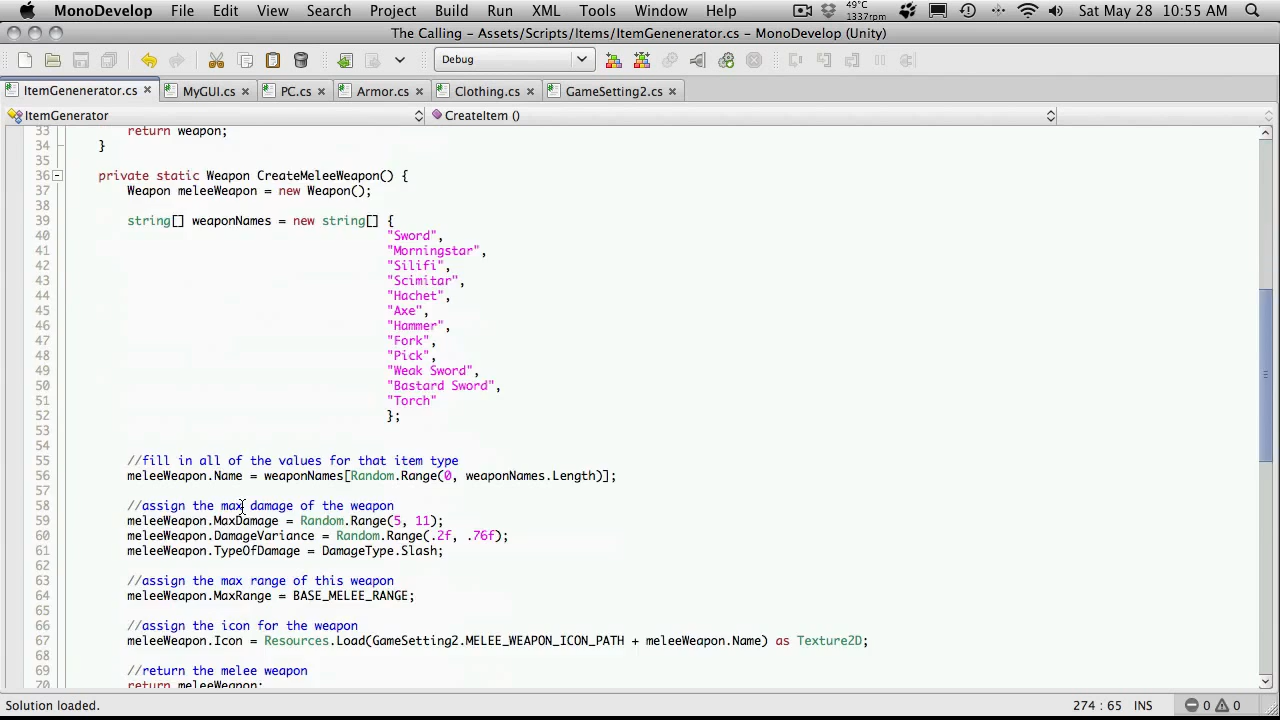 MonoDevelop File Edit View Search Project Build Run XML Tools Window Help 49°C 1337rpm Sat May 28 10:55 AM
The Calling – Assets/Scripts/Items/ItemGenenerator.cs – MonoDevelop (Unity)
Debug
ItemGenenerator.cs MyGUI.cs PC.cs Armor.cs Clothing.cs GameSetting2.cs
ItemGenerator CreateItem ()
33 return weapon;
34 }
35
36 private static Weapon CreateMeleeWeapon() {
37 Weapon meleeWeapon = new Weapon();
38
39 string[] weaponNames = new string[] {
40 "Sword",
41 "Morningstar",
42 "Silifi",
43 "Scimitar",
44 "Hachet",
45 "Axe",
46 "Hammer",
47 "Fork",
48 "Pick",
49 "Weak Sword",
50 "Bastard Sword",
51 "Torch"
52 };
53
54
55 //fill in all of the values for that item type
56 meleeWeapon.Name = weaponNames[Random.Range(0, weaponNames.Length)];
57
58 //assign the max damage of the weapon
59 meleeWeapon.MaxDamage = Random.Range(5, 11);
60 meleeWeapon.DamageVariance = Random.Range(.2f, .76f);
61 meleeWeapon.TypeOfDamage = DamageType.Slash;
62
63 //assign the max range of this weapon
64 meleeWeapon.MaxRange = BASE_MELEE_RANGE;
65
66 //assign the icon for the weapon
67 meleeWeapon.Icon = Resources.Load(GameSetting2.MELEE_WEAPON_ICON_PATH + meleeWeapon.Name) as Texture2D;
68
69 //return the melee weapon
70 return meleeWeapon;
Solution loaded. 274 : 65 INS 0 0